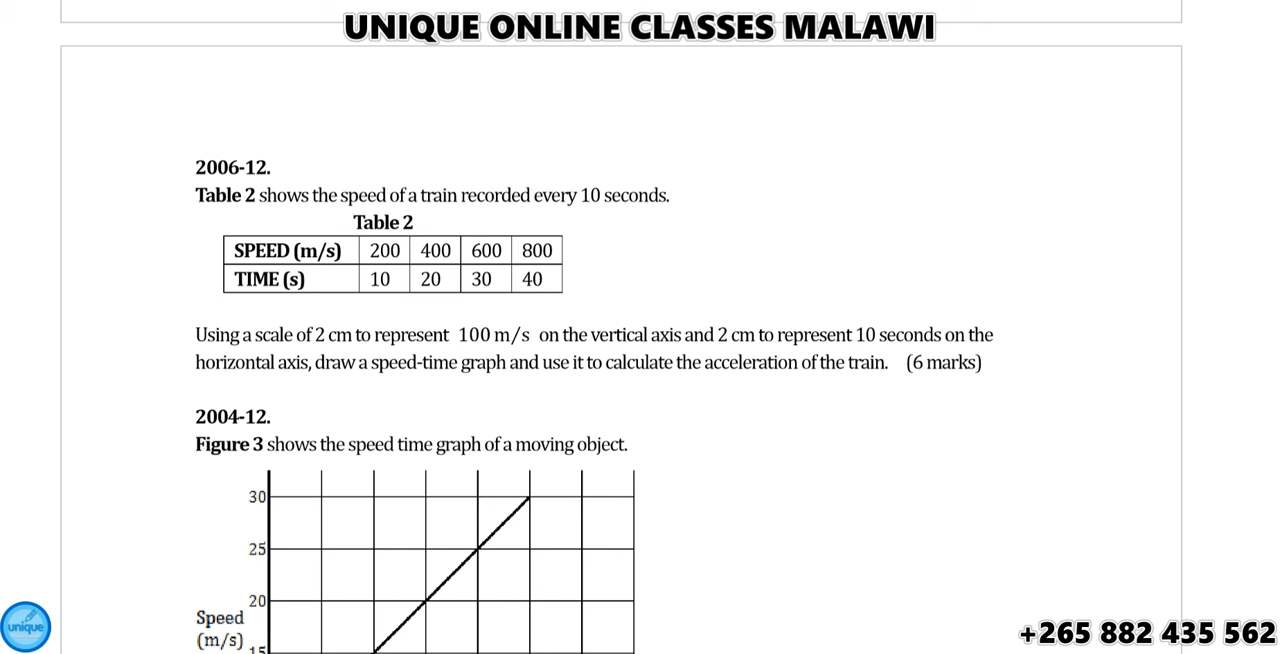 UNIQUE ONLINE CLASSES MALAWI
2006-12.
Table 2 shows the speed of a train recorded every 10 seconds.
Table 2
SPEED (m/s) 200 400 600 800
TIME (s) 10 20 30 40
Using a scale of 2 cm to represent 100 m/s on the vertical axis and 2 cm to represent 10 seconds on the
horizontal axis, draw a speed-time graph and use it to calculate the acceleration of the train. (6 marks)
2004-12.
Figure 3 shows the speed time graph of a moving object.
30
25
20
Speed
(m/s)
15
unique
+265 882 435 562